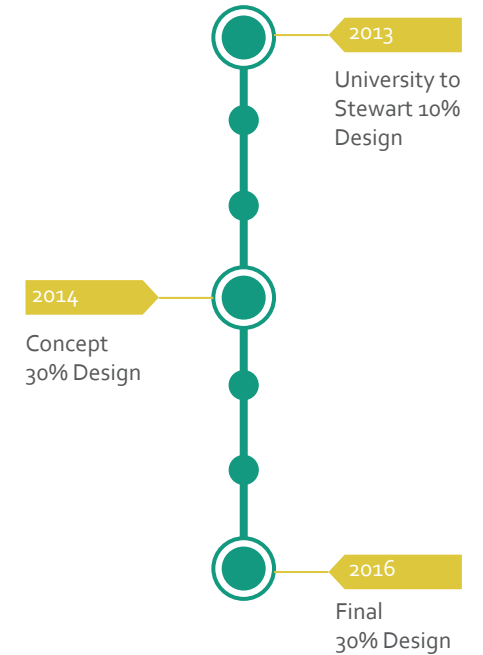 2013
University to
Stewart 10%
Design
2014
Concept
30% Design
2016
Final
30% Design